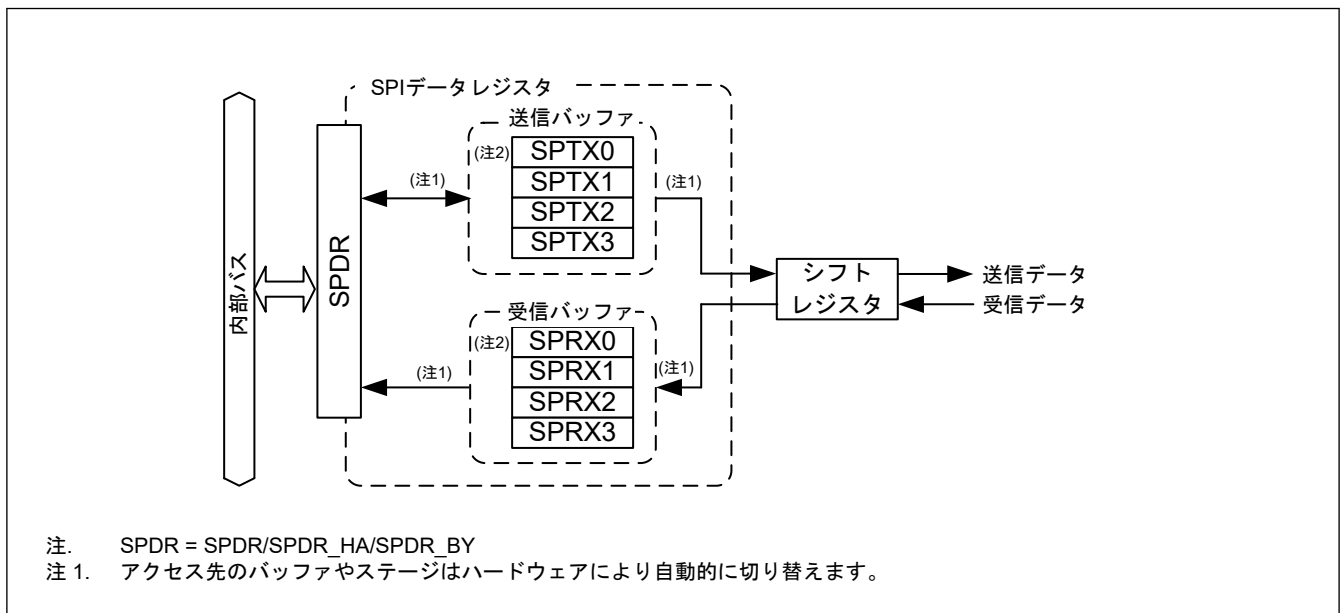 SPIデータレジスタ
送信バッファ
(注2)
SPTX0
SPTX1
SPTX2
SPTX3
(注1)
(注1)
内部バス
SPDR
シフト
レジスタ
送信データ
受信データ
受信バッファ
(注2)
SPRX0
SPRX1
SPRX2
SPRX3
(注1)
(注1)
注. SPDR = SPDR/SPDR_HA/SPDR_BY
注 1. アクセス先のバッファやステージはハードウェアにより自動的に切り替えます。